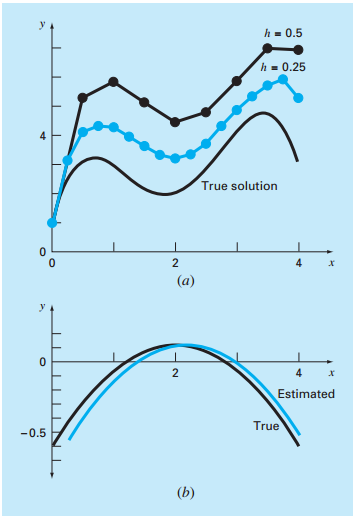 y
h = 0.5
h = 0.25
4
True solution
0
0 2 4 x
(a)
y
0
2 4 x
Estimated
True
–0.5
(b)